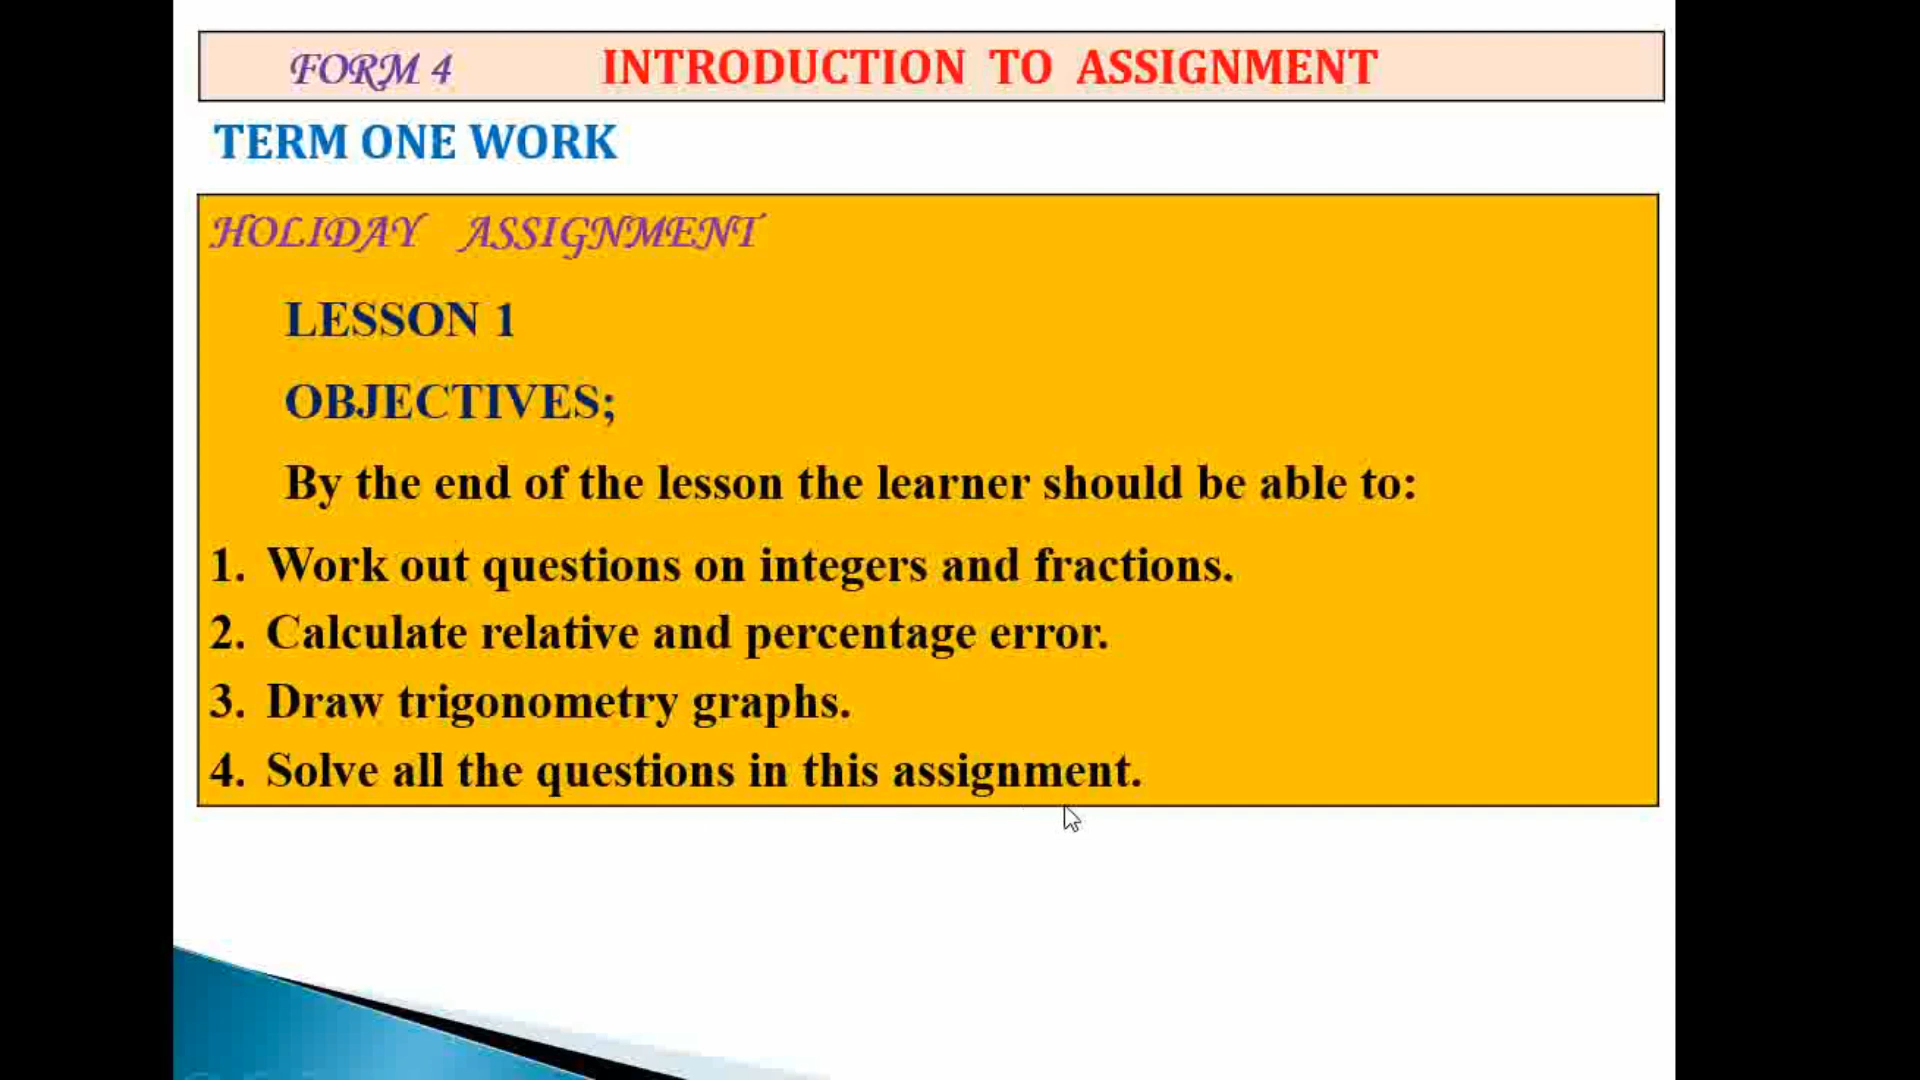 FORM 4 INTRODUCTION TO ASSIGNMENT
TERM ONE WORK
HOLIDAY ASSIGNMENT
LESSON 1
OBJECTIVES;
By the end of the lesson the learner should be able to:
1. Work out questions on integers and fractions.
2. Calculate relative and percentage error.
3. Draw trigonometry graphs.
4. Solve all the questions in this assignment.